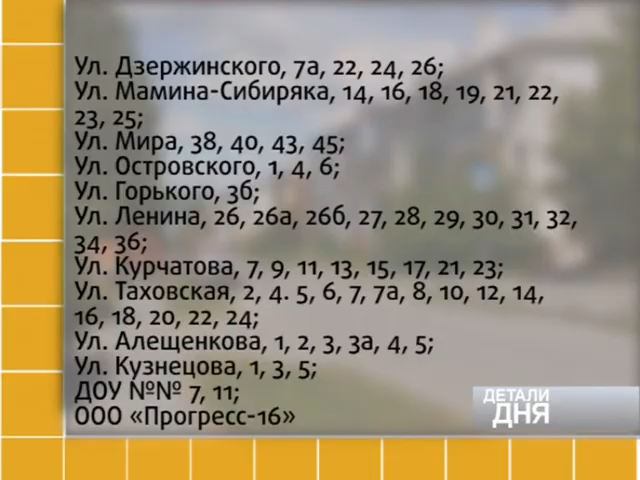 Ул. Дзержинского, 7а, 22, 24, 26;
Ул. Мамина-Сибиряка, 14, 16, 18, 19, 21, 22,
23, 25;
Ул. Мира, 38, 40, 43, 45;
Ул. Островского, 1, 4, 6;
Ул. Горького, 3б;
Ул. Ленина, 26, 26а, 26б, 27, 28, 29, 30, 31, 32,
34, 36;
Ул. Курчатова, 7, 9, 11, 13, 15, 17, 21, 23;
Ул. Таховская, 2, 4. 5, 6, 7, 7а, 8, 10, 12, 14,
16, 18, 20, 22, 24;
Ул. Алещенкова, 1, 2, 3, 3а, 4, 5;
Ул. Кузнецова, 1, 3, 5;
ДОУ №№ 7, 11;
ООО «Прогресс-16»
ДЕТАЛИ
ДНЯ